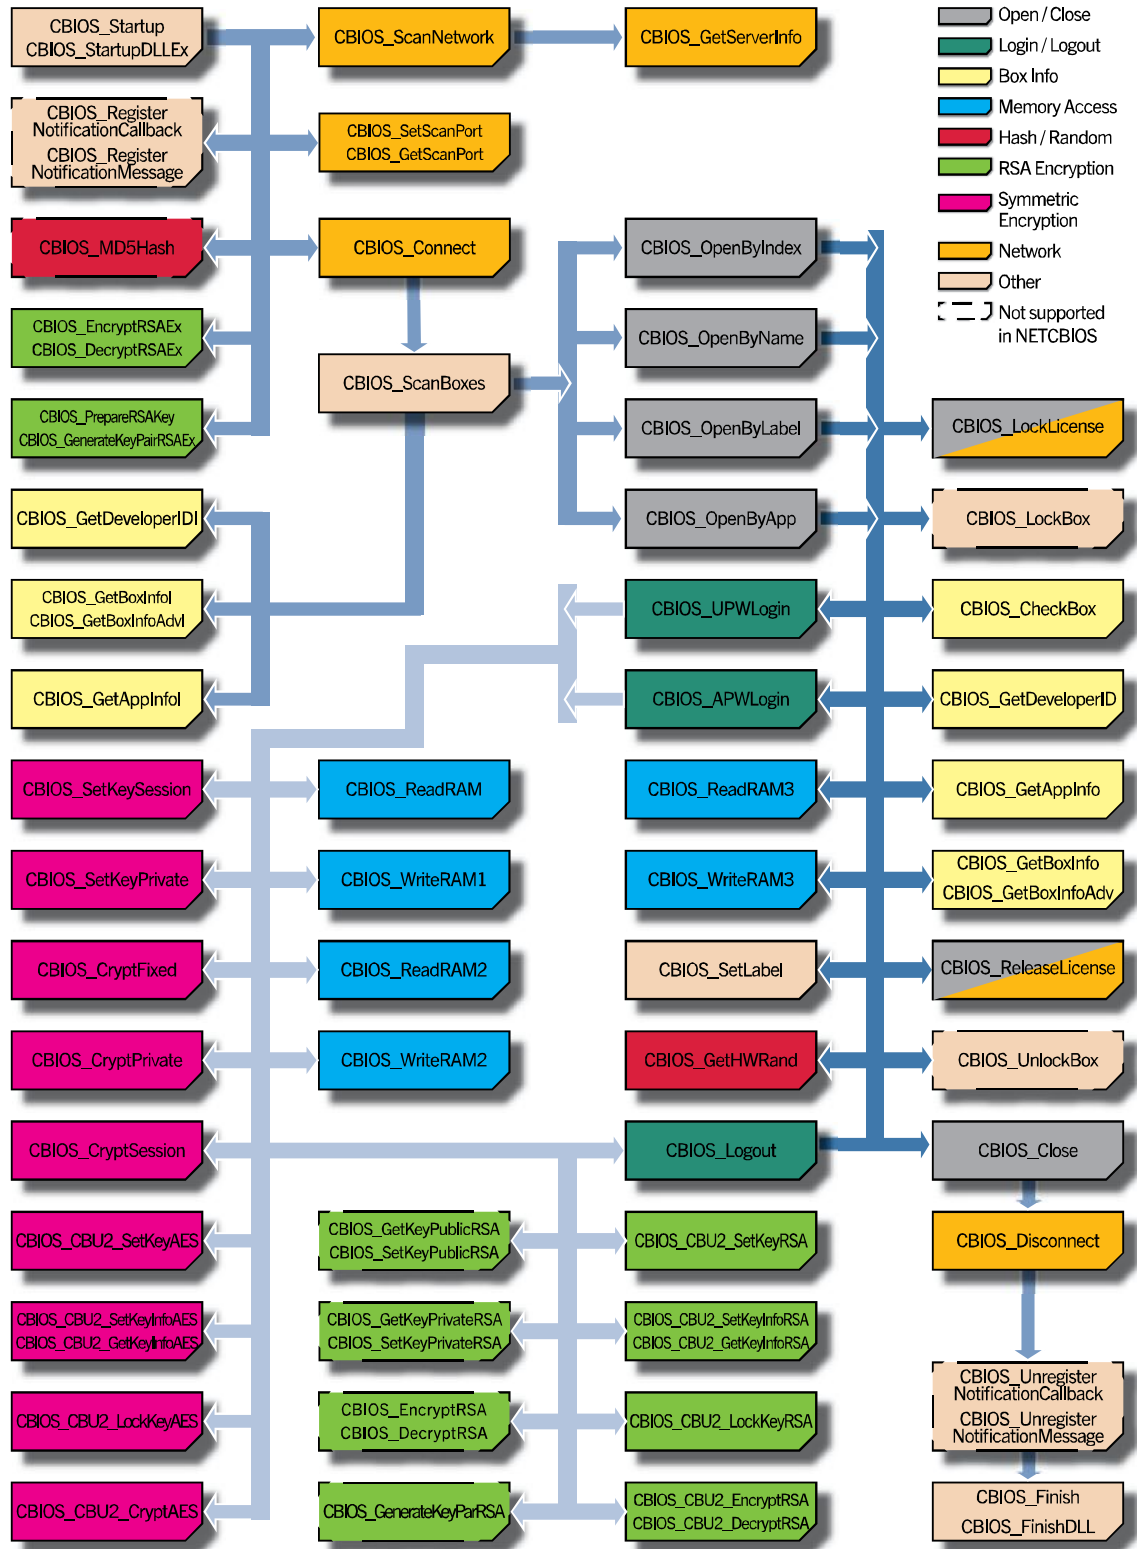 CBIOS_Startup
CBIOS_StartupDLLEx
CBIOS_ScanNetwork
CBIOS_GetServerInfo
Open / Close
Login / Logout
Box Info
Memory Access
Hash / Random
RSA Encryption
Symmetric
Encryption
Network
Other
Not supported
in NETCBIOS
CBIOS_Register
NotificationCallback
CBIOS_Register
NotificationMessage
CBIOS_SetScanPort
CBIOS_GetScanPort
CBIOS_MD5Hash
CBIOS_Connect
CBIOS_OpenByIndex
CBIOS_EncryptRSAEx
CBIOS_DecryptRSAEx
CBIOS_OpenByName
CBIOS_ScanBoxes
CBIOS_PrepareRSAKey
CBIOS_GenerateKeyPairRSAEx
CBIOS_OpenByLabel
CBIOS_LockLicense
CBIOS_GetDeveloperIDI
CBIOS_OpenByApp
CBIOS_LockBox
CBIOS_GetBoxInfoI
CBIOS_GetBoxInfoAdvI
CBIOS_UPWLogin
CBIOS_CheckBox
CBIOS_GetAppInfoI
CBIOS_APWLogin
CBIOS_GetDeveloperID
CBIOS_SetKeySession
CBIOS_ReadRAM
CBIOS_ReadRAM3
CBIOS_GetAppInfo
CBIOS_SetKeyPrivate
CBIOS_WriteRAM1
CBIOS_WriteRAM3
CBIOS_GetBoxInfo
CBIOS_GetBoxInfoAdv
CBIOS_CryptFixed
CBIOS_ReadRAM2
CBIOS_SetLabel
CBIOS_ReleaseLicense
CBIOS_CryptPrivate
CBIOS_WriteRAM2
CBIOS_GetHWRand
CBIOS_UnlockBox
CBIOS_CryptSession
CBIOS_Logout
CBIOS_Close
CBIOS_CBU2_SetKeyAES
CBIOS_GetKeyPublicRSA
CBIOS_SetKeyPublicRSA
CBIOS_CBU2_SetKeyRSA
CBIOS_Disconnect
CBIOS_CBU2_SetKeyInfoAES
CBIOS_CBU2_GetKeyInfoAES
CBIOS_GetKeyPrivateRSA
CBIOS_SetKeyPrivateRSA
CBIOS_CBU2_SetKeyInfoRSA
CBIOS_CBU2_GetKeyInfoRSA
CBIOS_CBU2_LockKeyAES
CBIOS_EncryptRSA
CBIOS_DecryptRSA
CBIOS_CBU2_LockKeyRSA
CBIOS_Unregister
NotificationCallback
CBIOS_Unregister
NotificationMessage
CBIOS_CBU2_CryptAES
CBIOS_GenerateKeyParRSA
CBIOS_CBU2_EncryptRSA
CBIOS_CBU2_DecryptRSA
CBIOS_Finish
CBIOS_FinishDLL